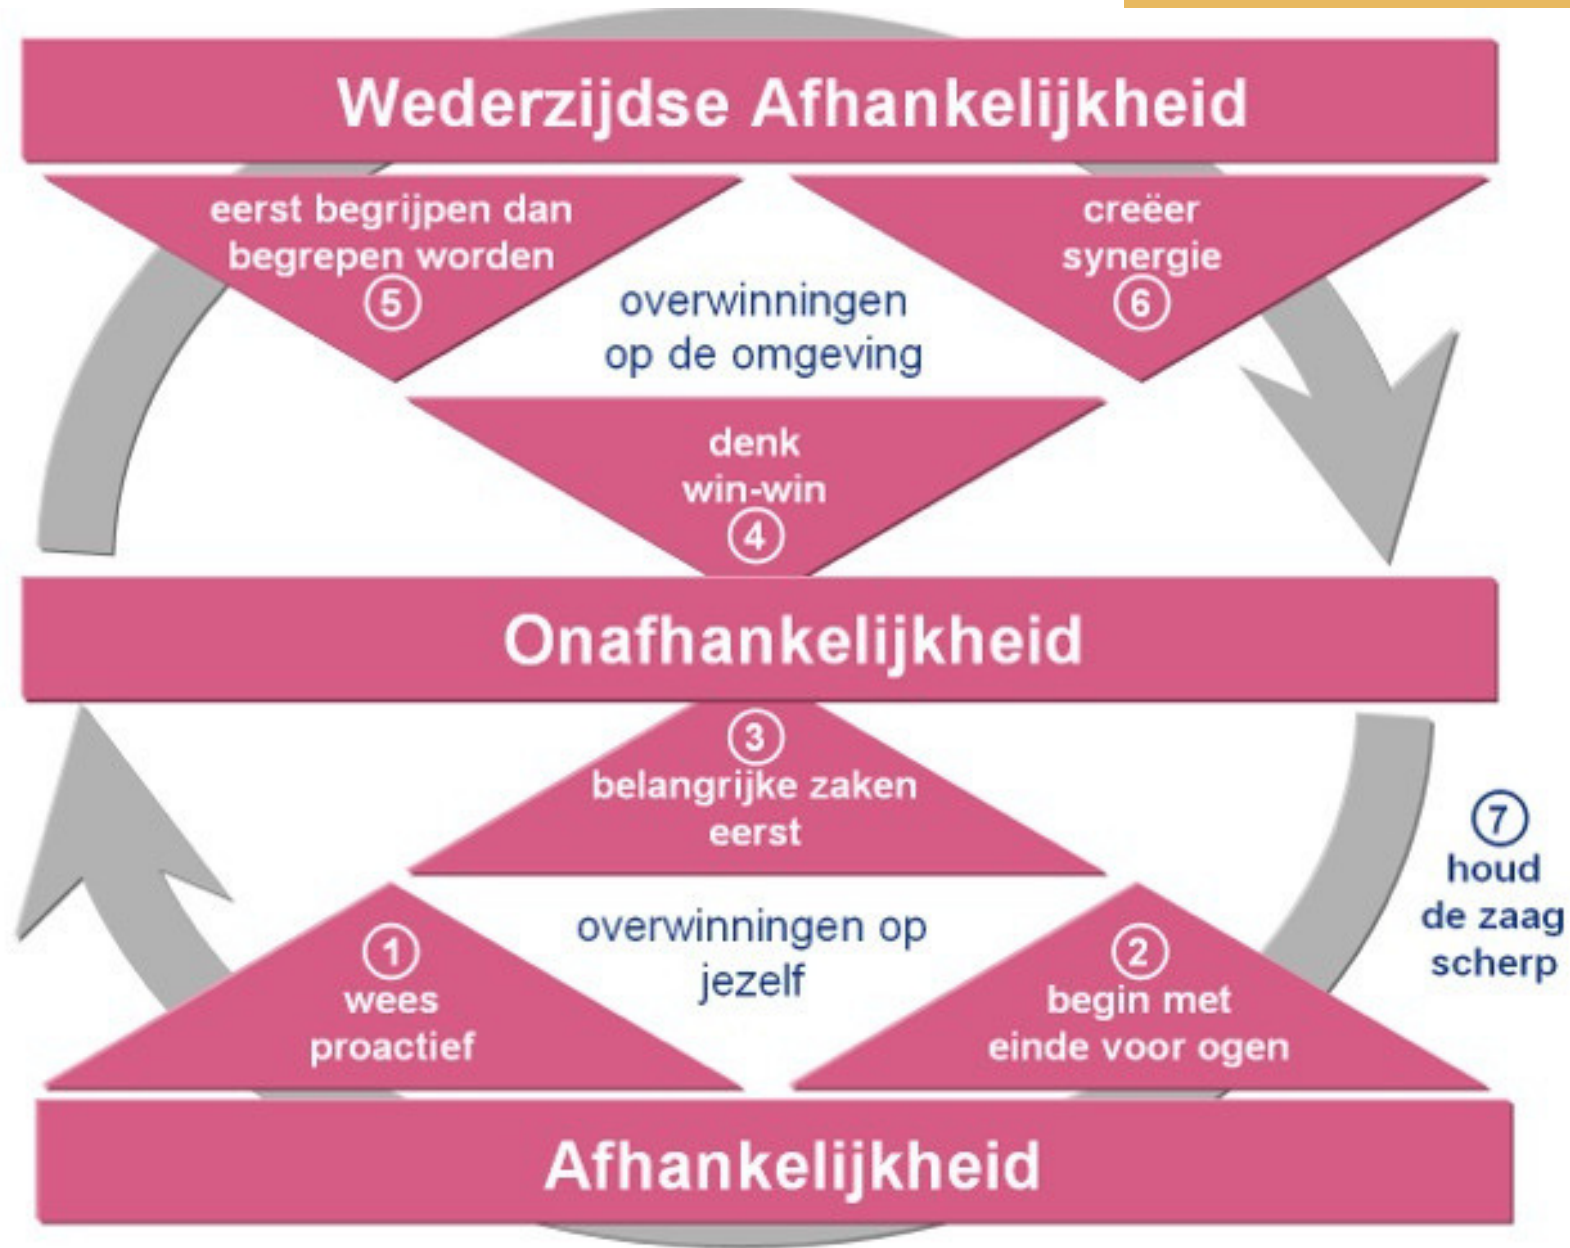 Wederzijdse Afhankelijkheid
eerst begrijpen dan
begrepen worden
5
creëer
synergie
6
overwinningen
op de omgeving
denk
win-win
4
Onafhankelijkheid
3
belangrijke zaken
eerst
overwinningen op
jezelf
1
wees
proactief
2
begin met
einde voor ogen
7
houd
de zaag
scherp
Afhankelijkheid